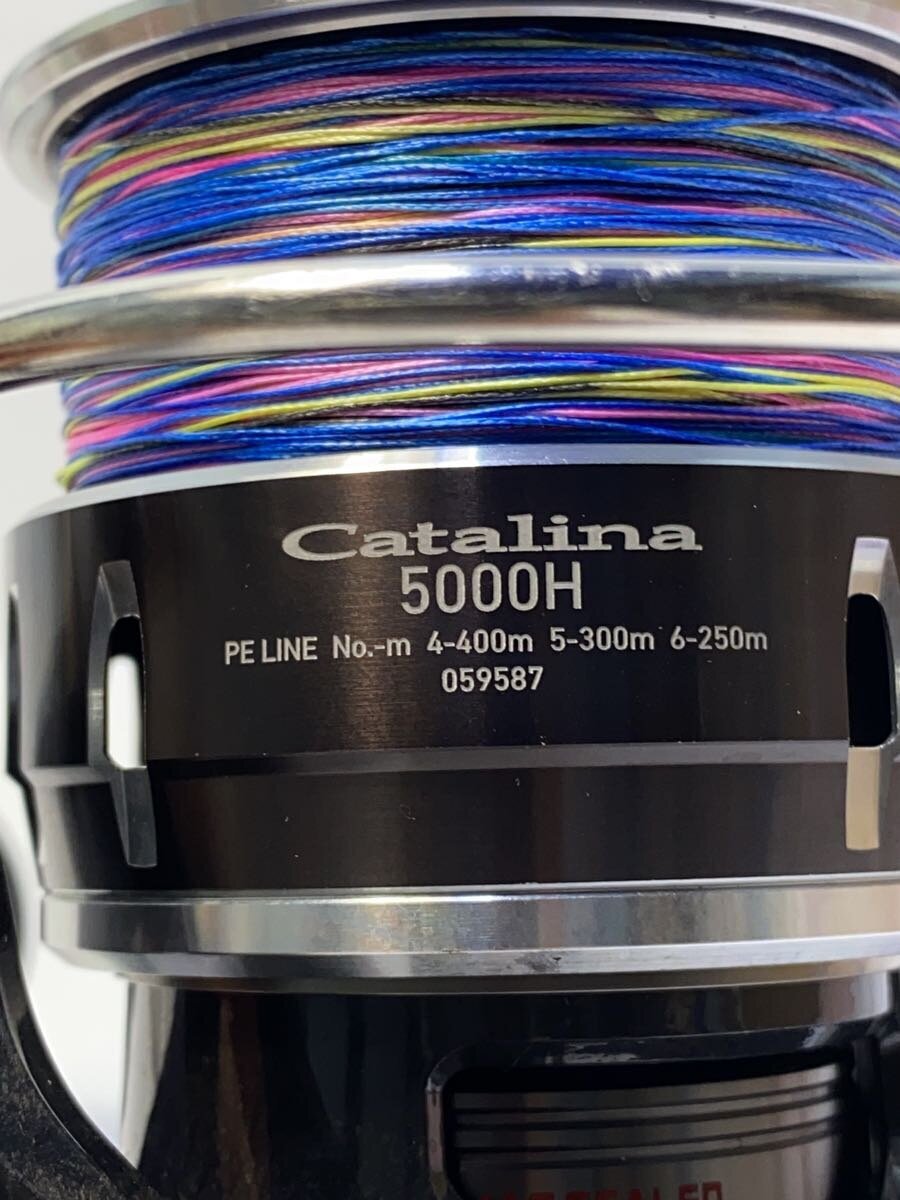 Catalina
5000H
PE LINE No.-m 4-400m 5-300m 6-250m
059587